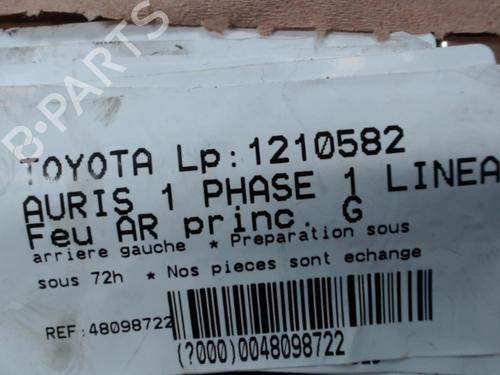 B-PARTS
TOYOTA Lp:1210582
AURIS 1 PHASE 1 LINEA
Feu AR princ. G
arriere gauche * Preparation sous
sous 72h * Nos pieces sont echange
REF:48098722
(?000)0048098722